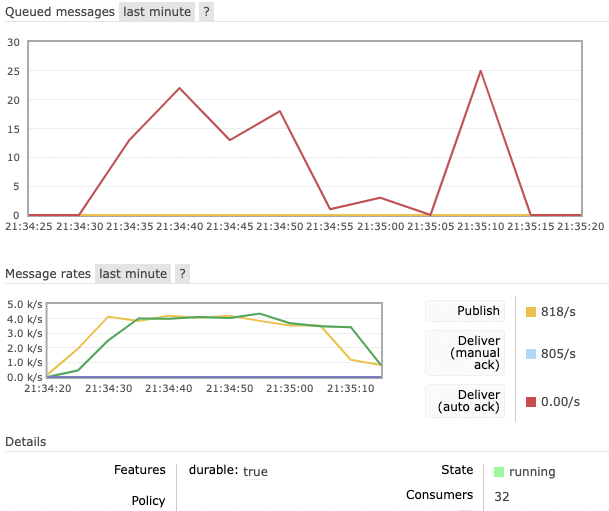 Queued messages last minute ?
30
25
20
15
10
5
0
21:34:25 21:34:30 21:34:35 21:34:40 21:34:45 21:34:50 21:34:55 21:35:00 21:35:05 21:35:10 21:35:15 21:35:20
Message rates last minute ?
5.0 k/s
4.0 k/s
3.0 k/s
2.0 k/s
1.0 k/s
0.0 k/s
21:34:20 21:34:30 21:34:40 21:34:50 21:35:00 21:35:10
Publish 818/s
Deliver
(manual
ack)
805/s
Deliver
(auto ack)
0.00/s
Details
Features durable: true
Policy
State running
Consumers 32